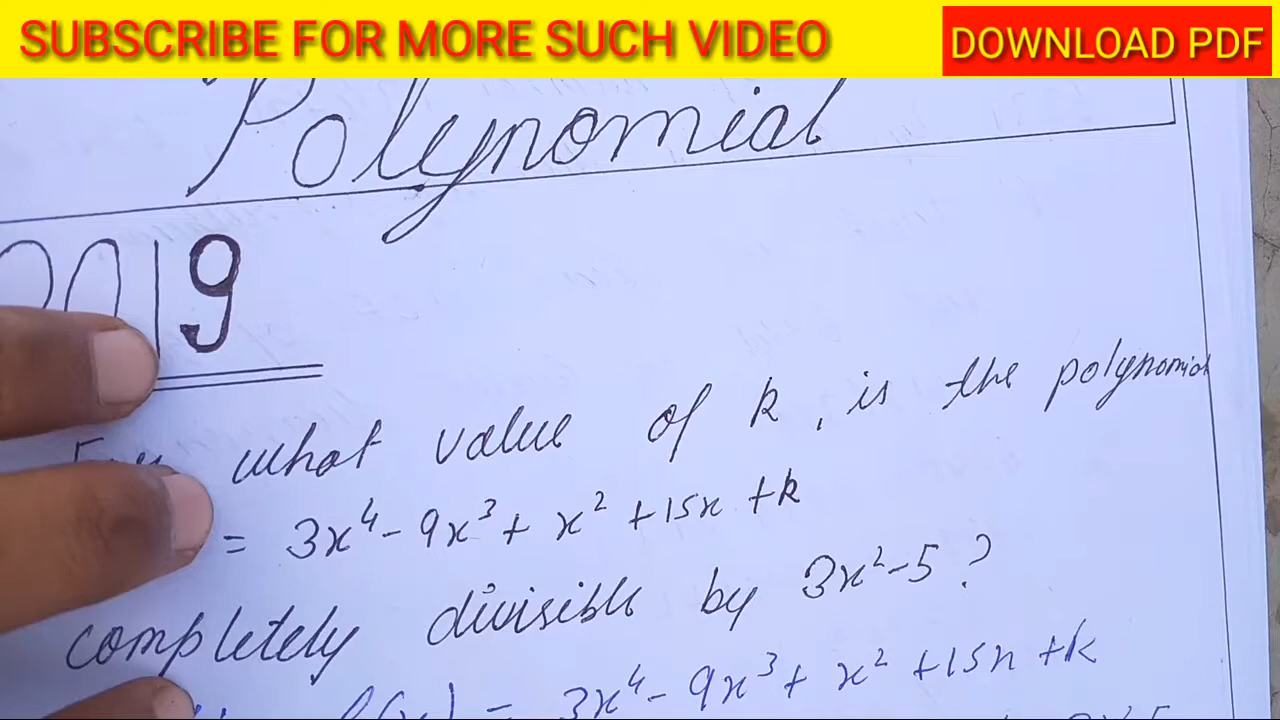 SUBSCRIBE FOR MORE SUCH VIDEO
DOWNLOAD PDF
Polynomial
2019
what value of k, is the polynomial
= 3x⁴ - 9x³ + x² + 15x + k
completely divisible by 3x² - 5 ?
f(x) = 3x⁴ - 9x³ + x² + 15x + k